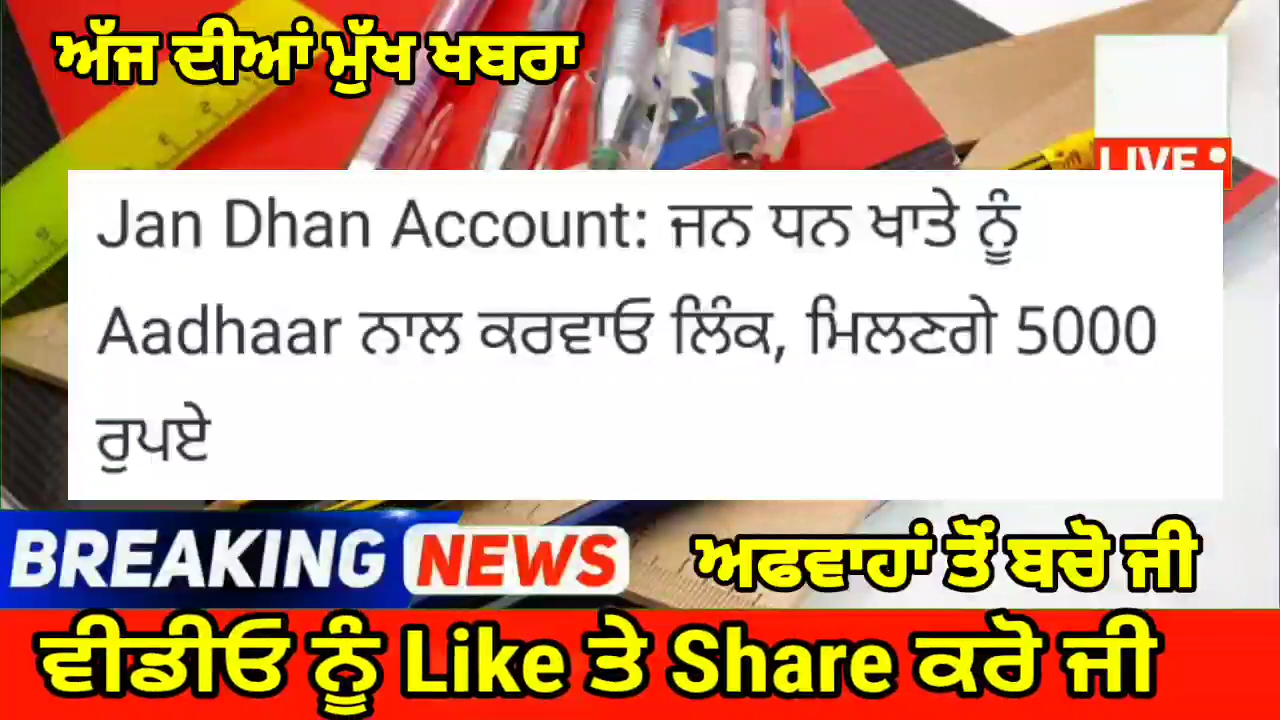 ਅੱਜ ਦੀਆਂ ਮੁੱਖ ਖਬਰਾ
LIVE
Jan Dhan Account: ਜਨ ਧਨ ਖਾਤੇ ਨੂੰ
Aadhaar ਨਾਲ ਕਰਵਾਓ ਲਿੰਕ, ਮਿਲਣਗੇ 5000
ਰੁਪਏ
BREAKING NEWS
ਅਫਵਾਹਾਂ ਤੋਂ ਬਚੋ ਜੀ
ਵੀਡੀਓ ਨੂੰ Like ਤੇ Share ਕਰੋ ਜੀ